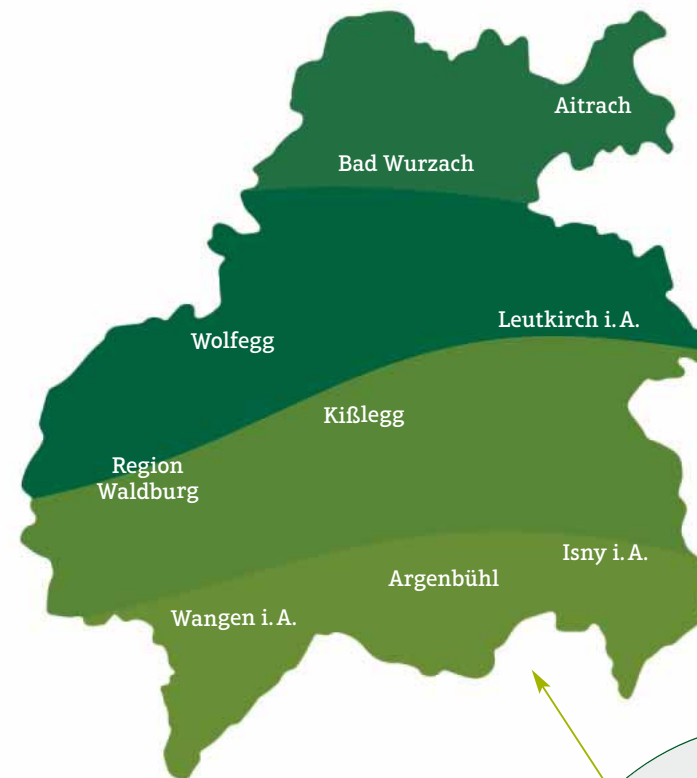 Aitrach
Bad Wurzach
Leutkirch i. A.
Wolfegg
Kißlegg
Region
Waldburg
Isny i. A.
Argenbühl
Wangen i. A.